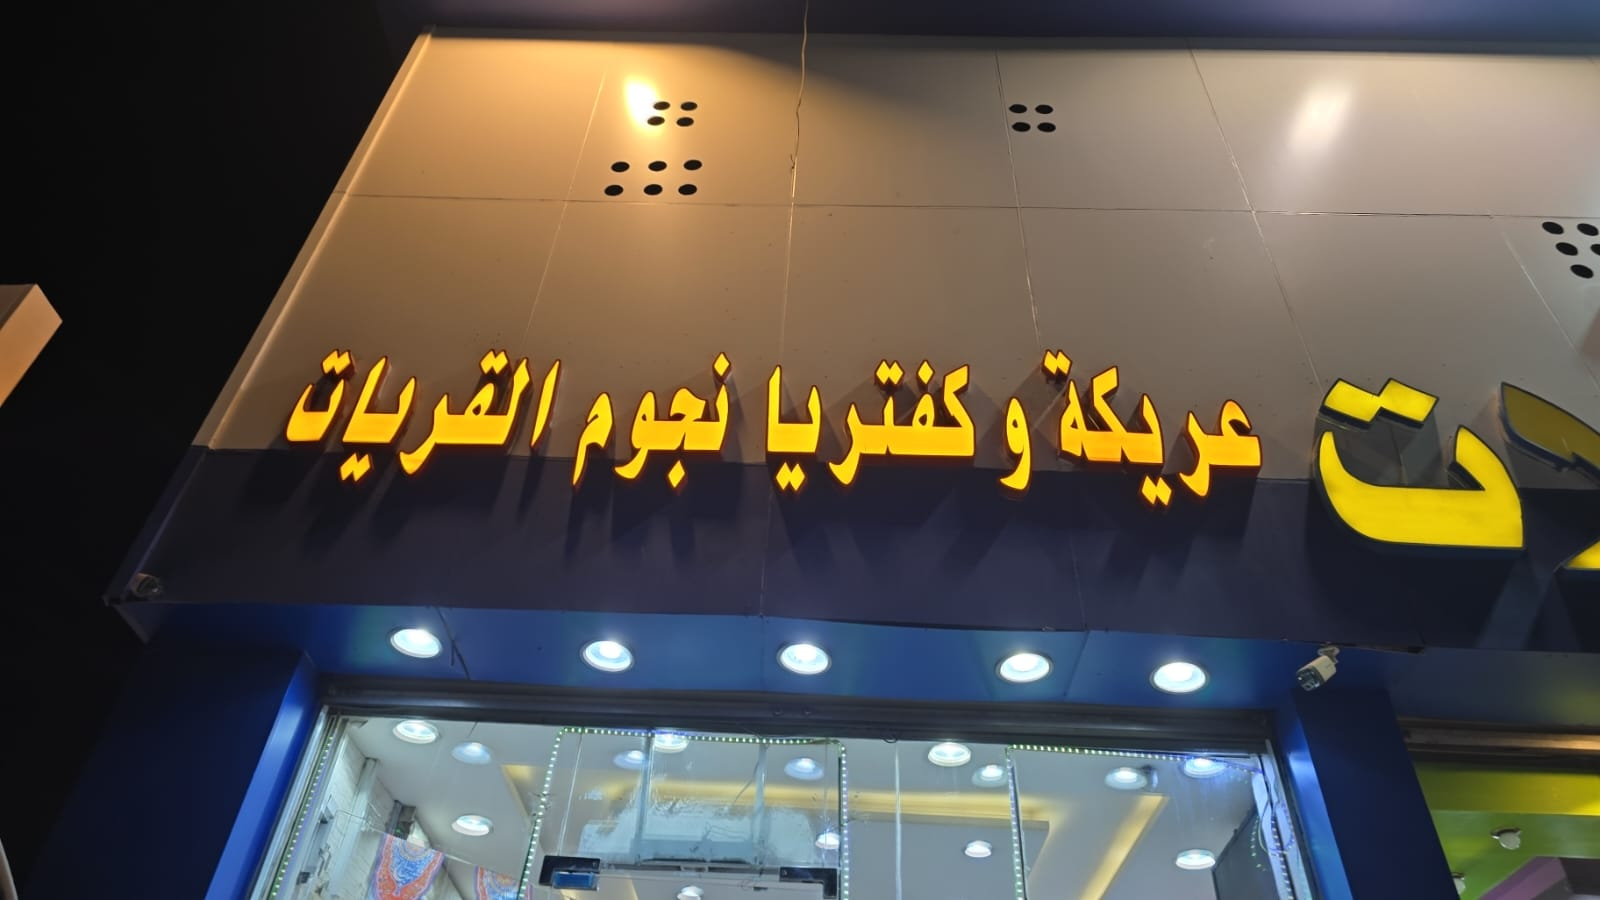 عريكة و كفتريا نجوم القريات